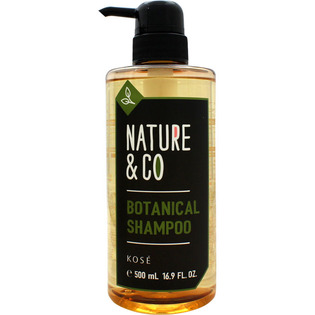 NATURE
& CO
BOTANICAL
SHAMPOO
KOSÉ
℮ 500 mL 16.9 FL. OZ.